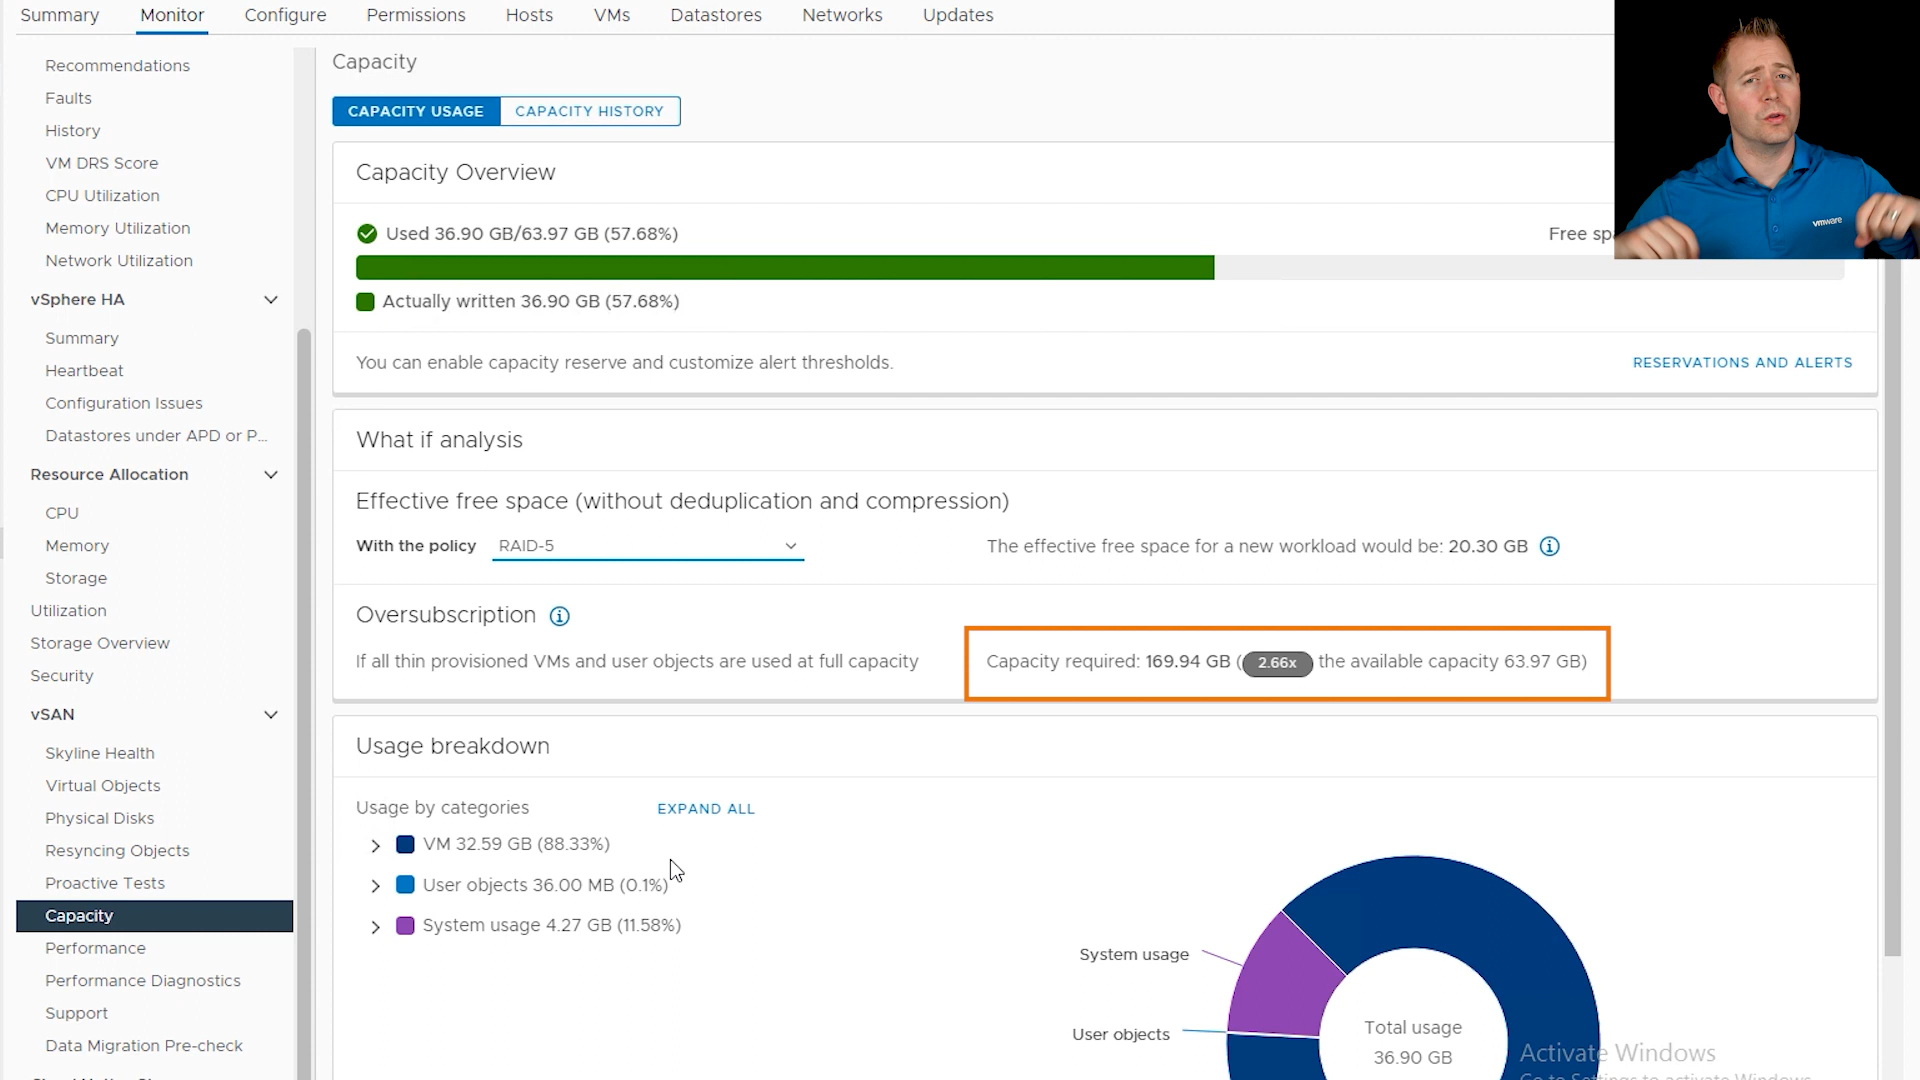 Summary Monitor Configure Permissions Hosts VMs Datastores Networks Updates
Recommendations
Faults
History
VM DRS Score
CPU Utilization
Memory Utilization
Network Utilization
vSphere HA
Summary
Heartbeat
Configuration Issues
Datastores under APD or P...
Resource Allocation
CPU
Memory
Storage
Utilization
Storage Overview
Security
vSAN
Skyline Health
Virtual Objects
Physical Disks
Resyncing Objects
Proactive Tests
Capacity
Performance
Performance Diagnostics
Support
Data Migration Pre-check
Capacity
CAPACITY USAGE CAPACITY HISTORY
Capacity Overview
Used 36.90 GB/63.97 GB (57.68%) Free
Actually written 36.90 GB (57.68%)
You can enable capacity reserve and customize alert thresholds. RESERVATIONS AND ALERTS
What if analysis
Effective free space (without deduplication and compression)
With the policy RAID-5 The effective free space for a new workload would be: 20.30 GB
Oversubscription
If all thin provisioned VMs and user objects are used at full capacity Capacity required: 169.94 GB (2.66x the available capacity 63.97 GB)
Usage breakdown
Usage by categories EXPAND ALL
VM 32.59 GB (88.33%)
User objects 36.00 MB (0.1%)
System usage 4.27 GB (11.58%)
System usage
User objects
Total usage
36.90 GB
Activate Windows
vmware